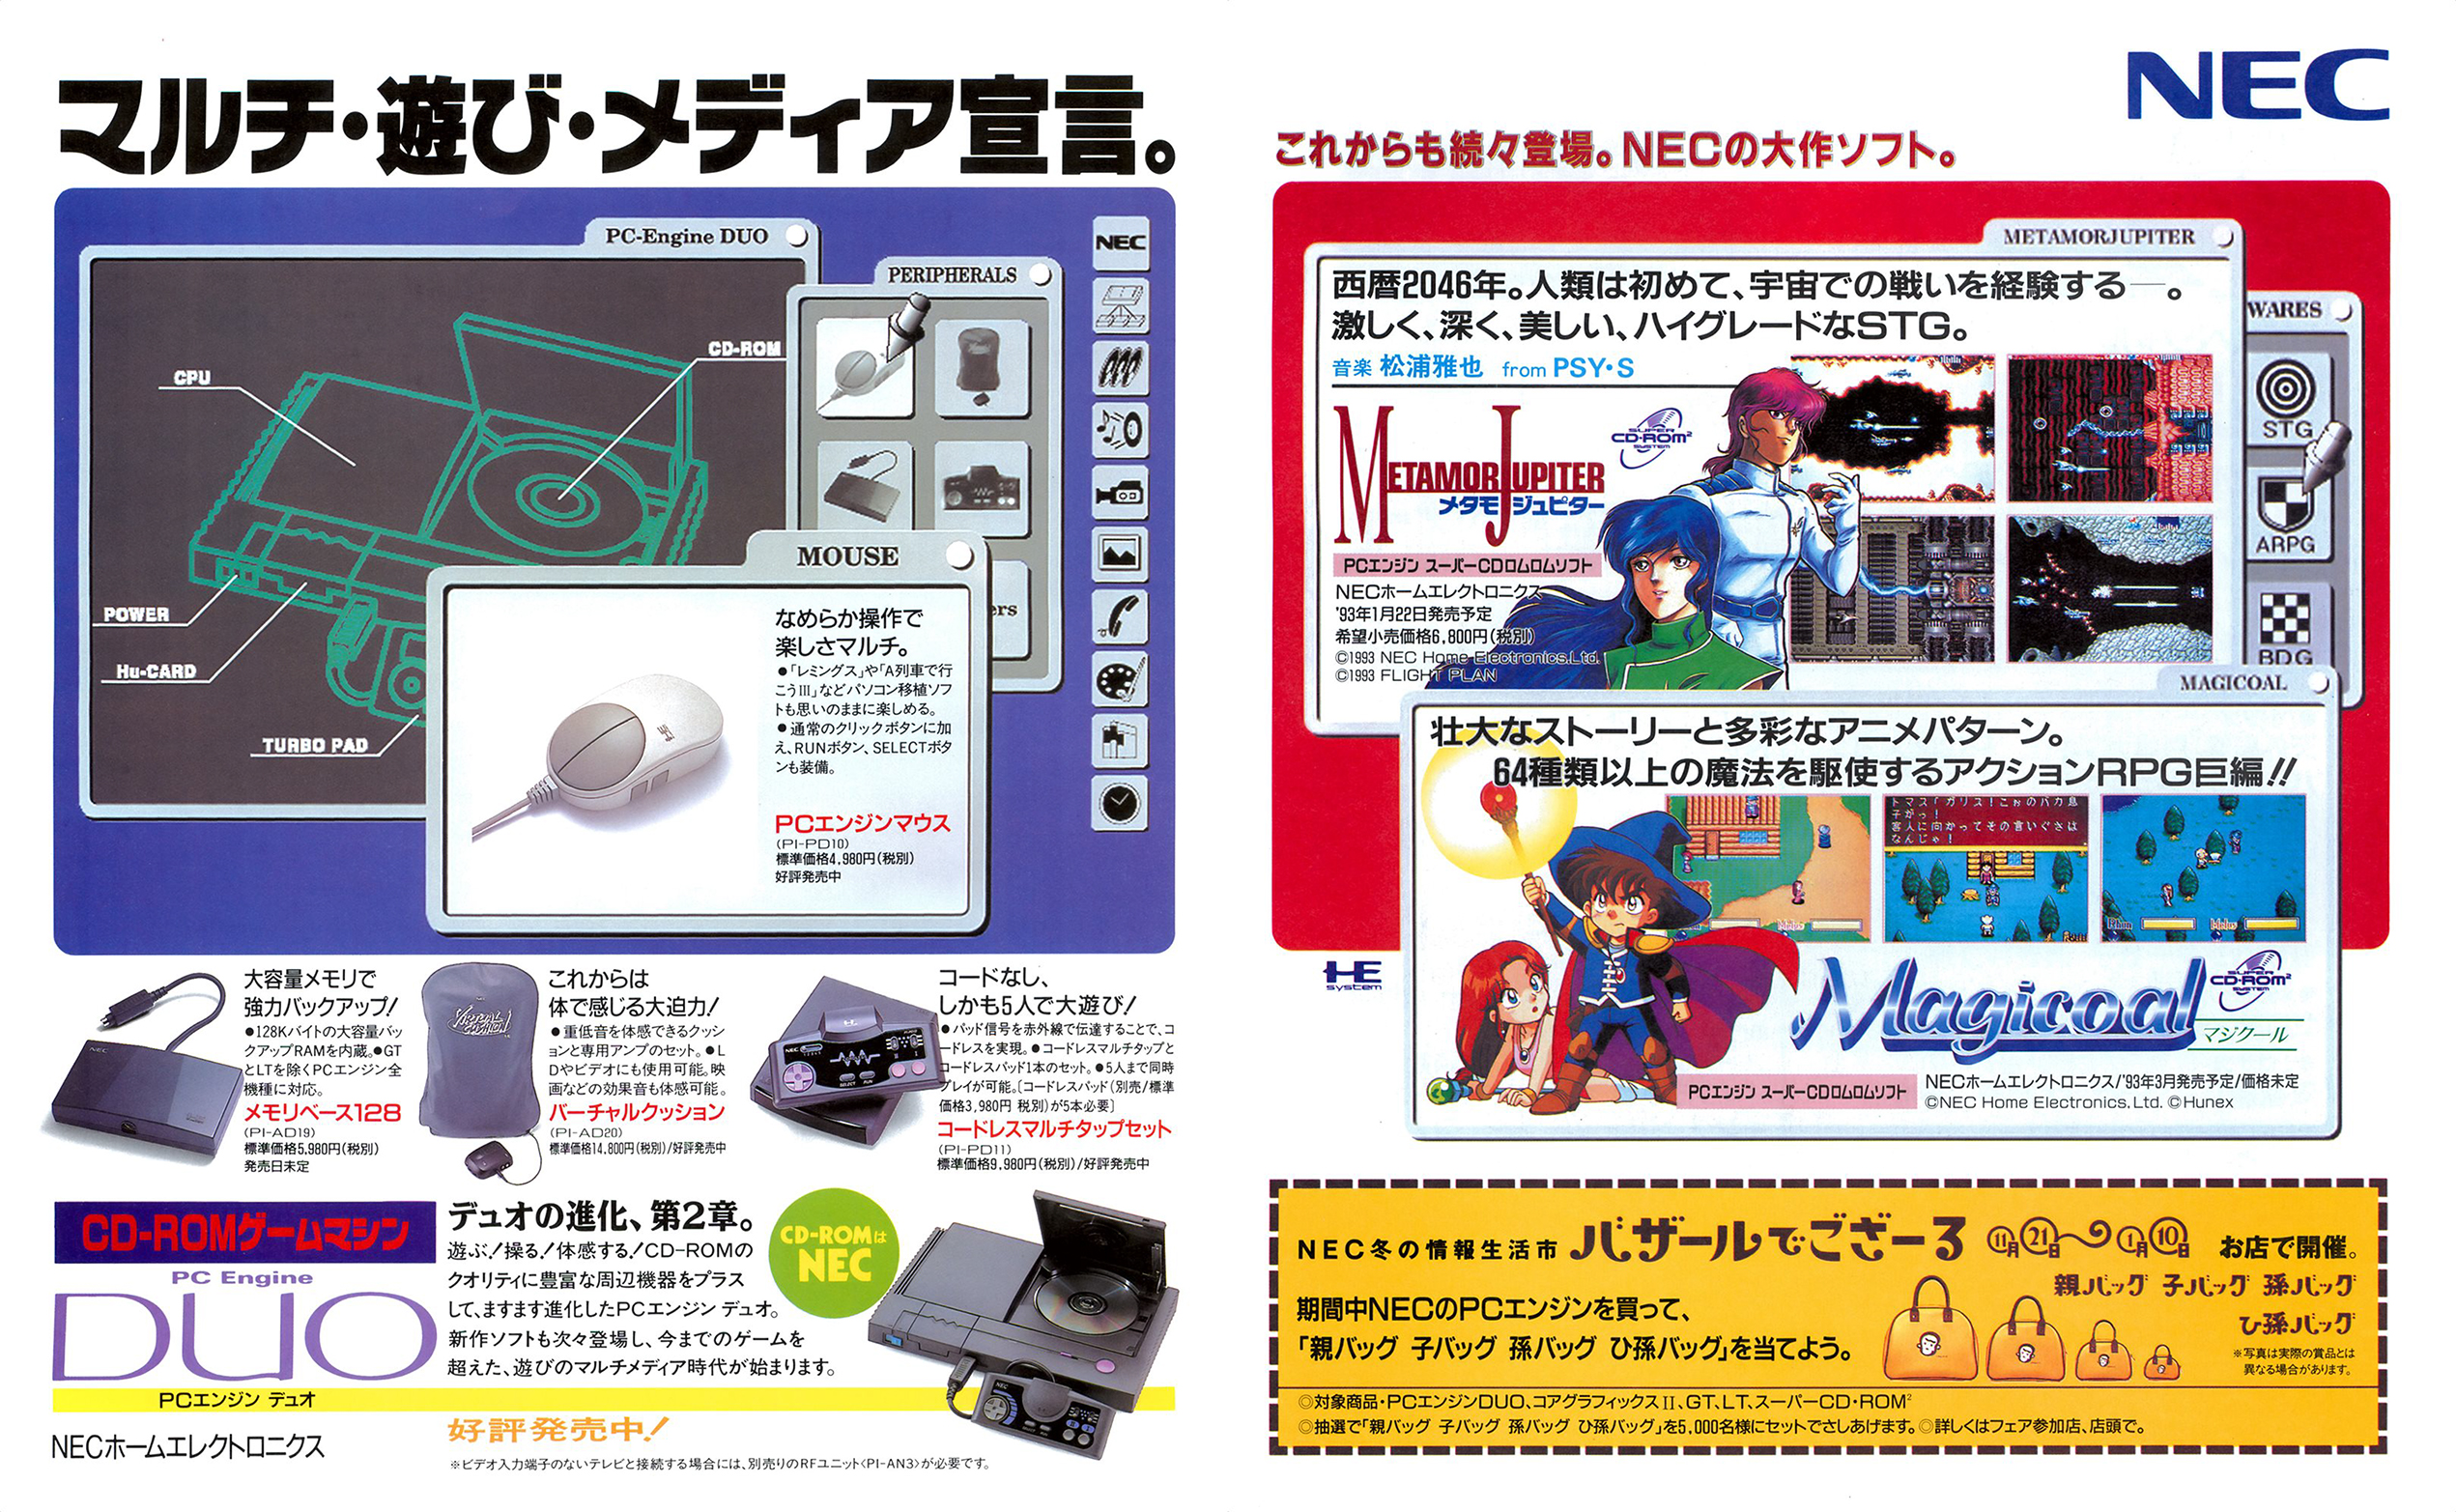 マルチ・遊び・メディア宣言。
PC-Engine DUO
CPU
CD-ROM
POWER
Hu-CARD
TURBO PAD
PERIPHERALS
ers
NEC
MOUSE
なめらか操作で
楽しさマルチ。
●「レミングス」や「A列車で行
こうIII」などパソコン移植ソフ
トも思いのままに楽しめる。
●通常のクリックボタンに加
え、RUNボタン、SELECTボタ
ンも装備。
PCエンジンマウス
(PI-PD10)
標準価格4,980円(税別)
好評発売中
大容量メモリで
強力バックアップ!
●128Kバイトの大容量バッ
クアップRAMを内蔵。●GT
とLTを除くPCエンジン全
機種に対応。
メモリベース128
(PI-AD19)
標準価格5,980円(税別)
発売日未定
NEC
VIRTUAL
CUSHION
これからは
体で感じる大迫力!
●重低音を体感できるクッシ
ョンと専用アンプのセット。●L
Dやビデオにも使用可能。映
画などの効果音も体感可能。
バーチャルクッション
(PI-AD20)
標準価格14,800円(税別)/好評発売中
NEC
SELECT RUN
コードなし、
しかも5人で大遊び!
●パッド信号を赤外線で伝達することで、コ
ードレスを実現。●コードレスマルチタップと
コードレスパッド1本のセット。●5人まで同時
プレイが可能。[コードレスパッド(別売/標準
価格3,980円 税別)が5本必要]
コードレスマルチタップセット
(PI-PD11)
標準価格9,980円(税別)/好評発売中
CD-ROMゲームマシン
PC Engine
DUO
PCエンジン デュオ
NECホームエレクトロニクス
デュオの進化、第2章。
遊ぶ!操る!体感する!CD-ROMの
クオリティに豊富な周辺機器をプラス
して、ますます進化したPCエンジン デュオ。
新作ソフトも次々登場し、今までのゲームを
超えた、遊びのマルチメディア時代が始まります。
好評発売中!
※ビデオ入力端子のないテレビと接続する場合には、別売りのRFユニット〈PI-AN3〉が必要です。
CD-ROMは
NEC
NEC
NEC
これからも続々登場。NECの大作ソフト。
METAMORJUPITER
西暦2046年。人類は初めて、宇宙での戦いを経験する―。
激しく、深く、美しい、ハイグレードなSTG。
音楽 松浦雅也 from PSY・S
METAMORJUPITER
メタモジュピター
SUPER
CD-ROM²
SYSTEM
PCエンジン スーパーCDロムロムソフト
NECホームエレクトロニクス
'93年1月22日発売予定
希望小売価格6,800円(税別)
©1993 NEC Home Electronics.Ltd.
©1993 FLIGHT PLAN
WARES
STG
ARPG
BDG
MAGICOAL
壮大なストーリーと多彩なアニメパターン。
64種類以上の魔法を駆使するアクションRPG巨編!!
トマス「ガリス!こぉのバカ息
子がっ!
客人に向かってその言いぐさは
なんじゃ!
Melus
Rhun
Melus
Magicoal
マジクール
SUPER
CD-ROM²
SYSTEM
PCエンジン スーパーCDロムロムソフト
NECホームエレクトロニクス/'93年3月発売予定/価格未定
©NEC Home Electronics.Ltd. ©Hunex
HE
system
NEC冬の情報生活市 バザールでござーる 11月21日〜1月10日 お店で開催。
期間中NECのPCエンジンを買って、
「親バッグ 子バッグ 孫バッグ ひ孫バッグ」を当てよう。
親バッグ 子バッグ 孫バッグ
ひ孫バッグ
※写真は実際の賞品とは
異なる場合があります。
◎対象商品・PCエンジンDUO、コアグラフィックスII、GT、LT、スーパーCD・ROM²
◎抽選で「親バッグ 子バッグ 孫バッグ ひ孫バッグ」を5,000名様にセットでさしあげます。◎詳しくはフェア参加店、店頭で。